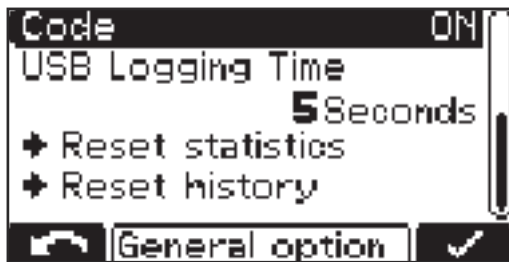 Code ON
USB Logging Time
5 Seconds
Reset statistics
Reset history
General option